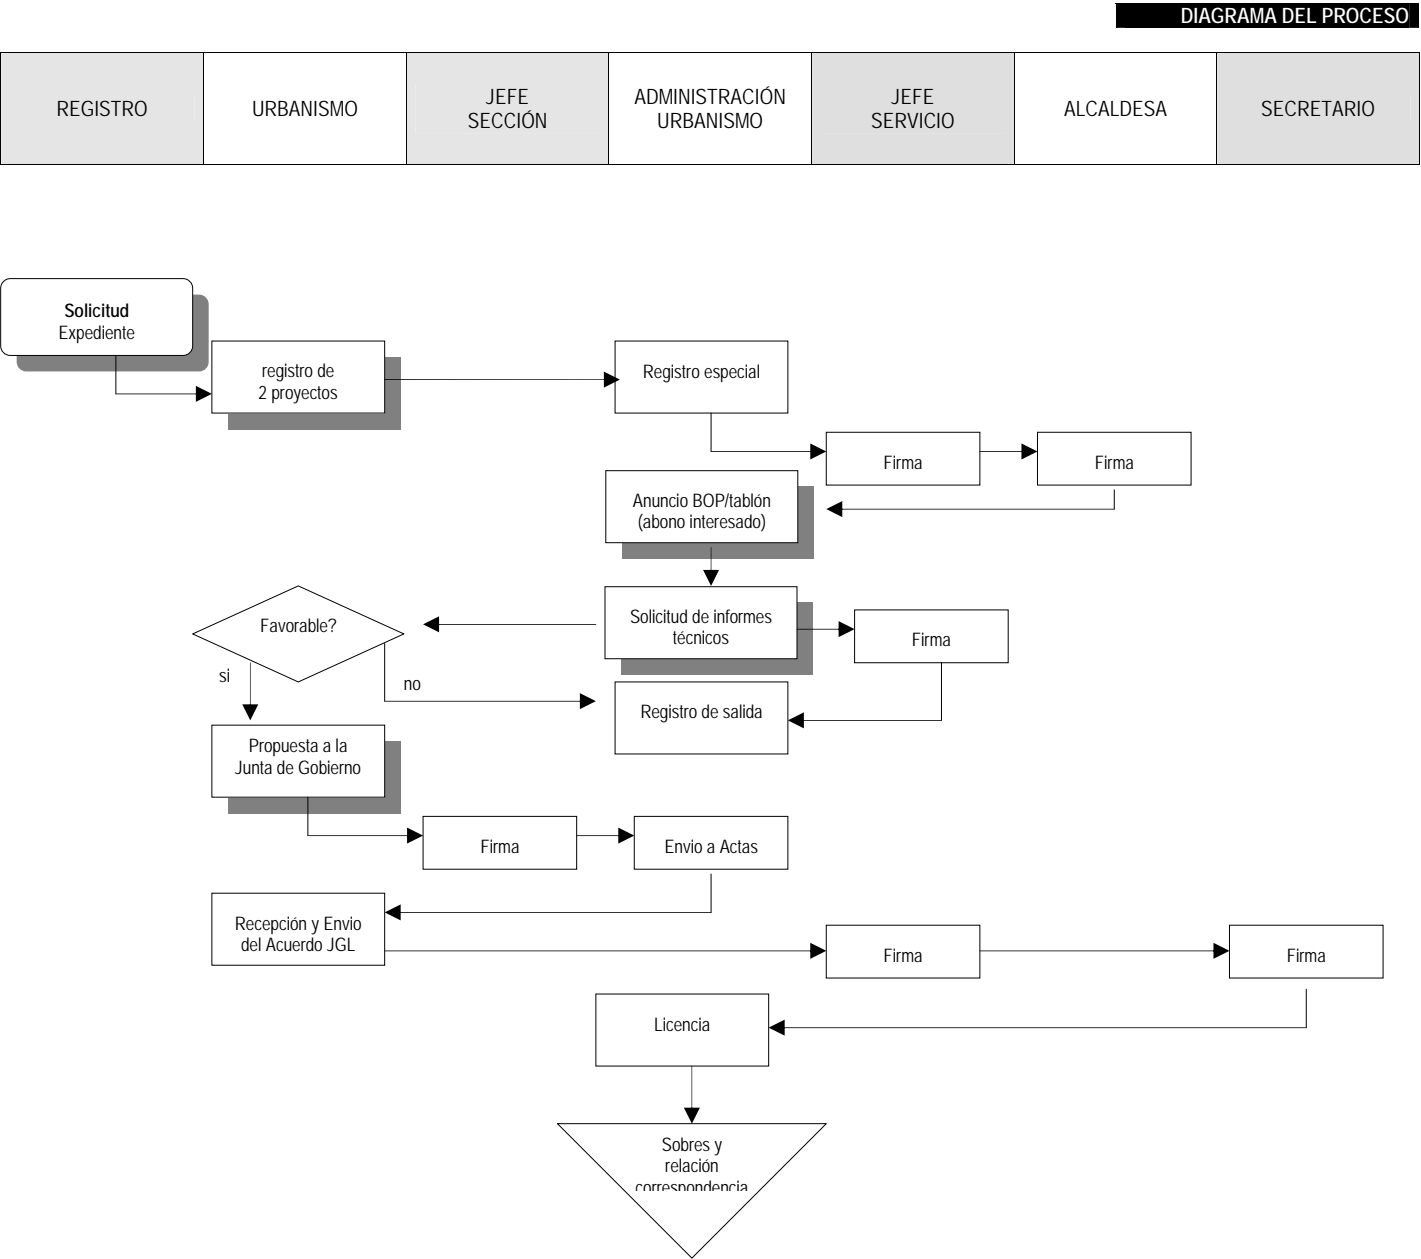 DIAGRAMA DEL PROCESO
REGISTRO
URBANISMO
JEFE
SECCIÓN
ADMINISTRACIÓN
URBANISMO
JEFE
SERVICIO
ALCALDESA
SECRETARIO
Solicitud
Expediente
registro de
2 proyectos
Registro especial
Firma
Firma
Anuncio BOP/tablón
(abono interesado)
Favorable?
Solicitud de informes
técnicos
Firma
si
no
Registro de salida
Propuesta a la
Junta de Gobierno
Firma
Envio a Actas
Recepción y Envio
del Acuerdo JGL
Firma
Firma
Licencia
Sobres y
relación
correspondencia